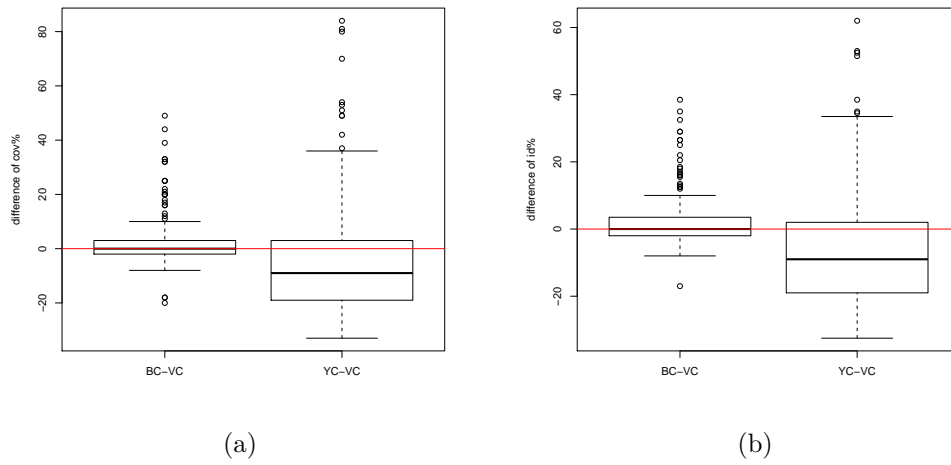 difference of cov%
80
60
40
20
0
−20
BC−VC
YC−VC
(a)
difference of id%
60
40
20
0
−20
BC−VC
YC−VC
(b)